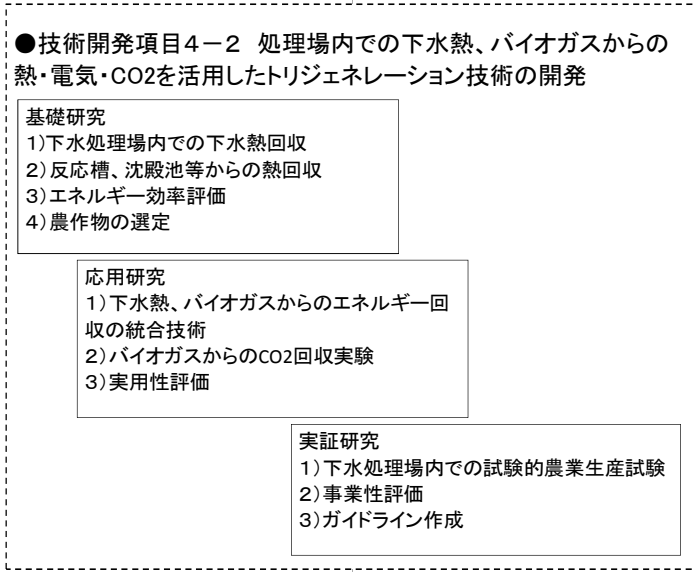 ●技術開発項目4－2　処理場内での下水熱、バイオガスからの
熱・電気・CO2を活用したトリジェネレーション技術の開発
基礎研究
1)下水処理場内での下水熱回収
2)反応槽、沈殿池等からの熱回収
3)エネルギー効率評価
4)農作物の選定
応用研究
1)下水熱、バイオガスからのエネルギー回
収の統合技術
2)バイオガスからのCO2回収実験
3)実用性評価
実証研究
1)下水処理場内での試験的農業生産試験
2)事業性評価
3)ガイドライン作成